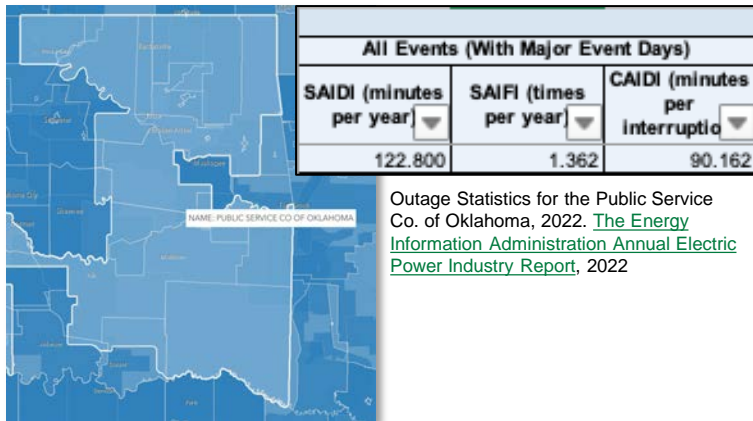 All Events (With Major Event Days)
SAIDI (minutes per year)
SAIFI (times per year)
CAIDI (minutes per interruptio
122.800 1.362 90.162
NAME: PUBLIC SERVICE CO OF OKLAHOMA
Outage Statistics for the Public Service
Co. of Oklahoma, 2022. The Energy
Information Administration Annual Electric
Power Industry Report, 2022